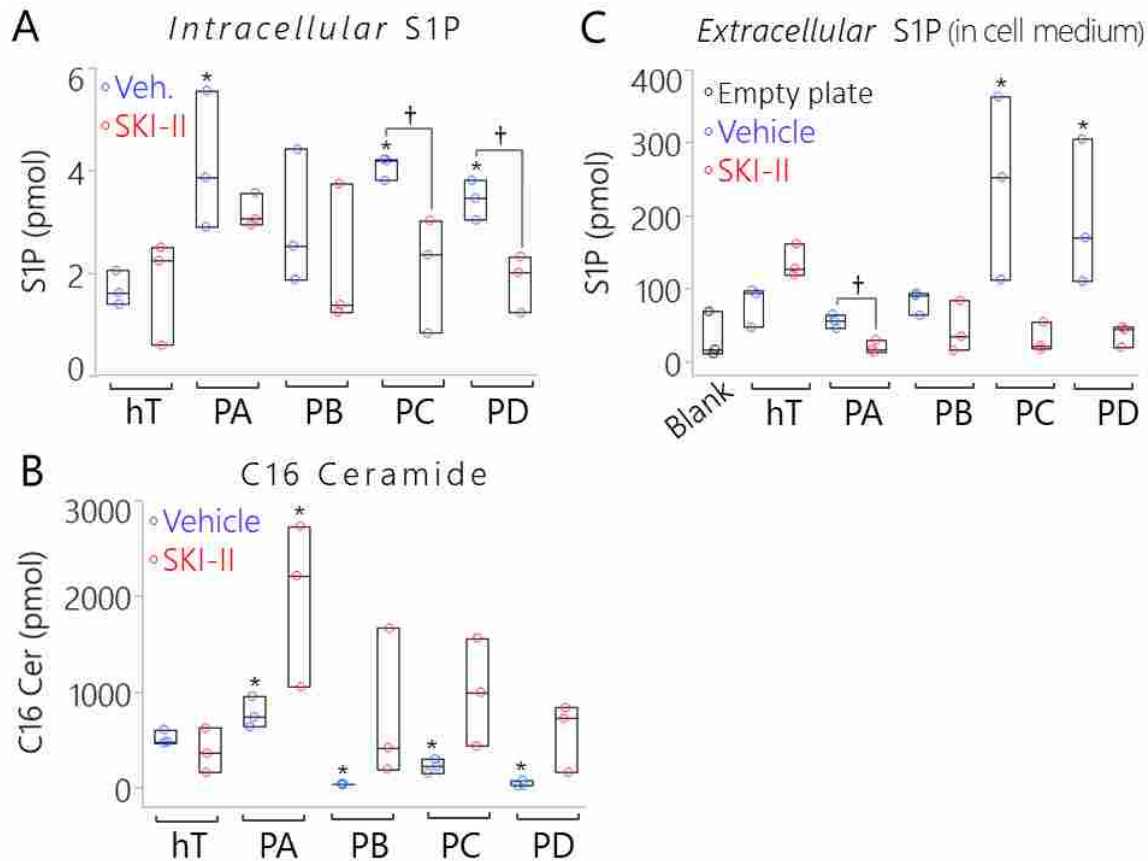 A
Intracellular S1P
S1P (pmol)
6
4
2
0
Veh.
SKI-II
*
*
†
*
†
hT PA PB PC PD
C
Extracellular S1P (in cell medium)
S1P (pmol)
400
300
200
100
0
Empty plate
Vehicle
SKI-II
†
*
*
Blank hT PA PB PC PD
B
C16 Ceramide
C16 Cer (pmol)
3000
2000
1000
0
Vehicle
SKI-II
*
*
*
*
*
hT PA PB PC PD